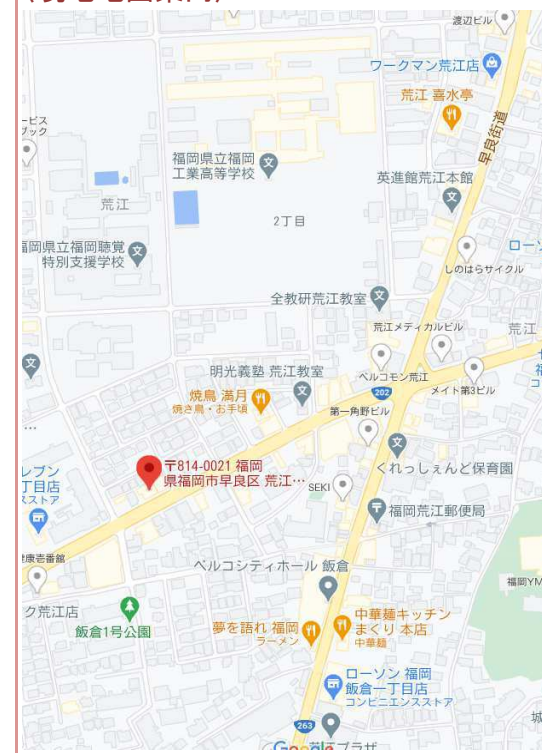 渡辺ビル
ワークマン荒江店
荒江 喜水亭
早良街道
福岡県立福岡
工業高等学校
英進館荒江本館
荒江
2丁目
福岡県立福岡聴覚
特別支援学校
しのはらサイクル
全教研荒江教室
荒江メディカルビル
荒江
明光義塾 荒江教室
ベルコモン荒江
メイト第3ビル
202
焼鳥 満月
焼き鳥・お手頃
第一角野ビル
くれっしぇんど保育園
〒814-0021 福岡
県福岡市早良区 荒江…
SEKI
福岡荒江郵便局
ベルコシティホール 飯倉
福岡YM
ク荒江店
飯倉1号公園
夢を語れ 福岡
ラーメン
中華麺キッチン
まくり 本店
中華麺
ローソン 福岡
飯倉一丁目店
コンビニエンスストア
263
Google